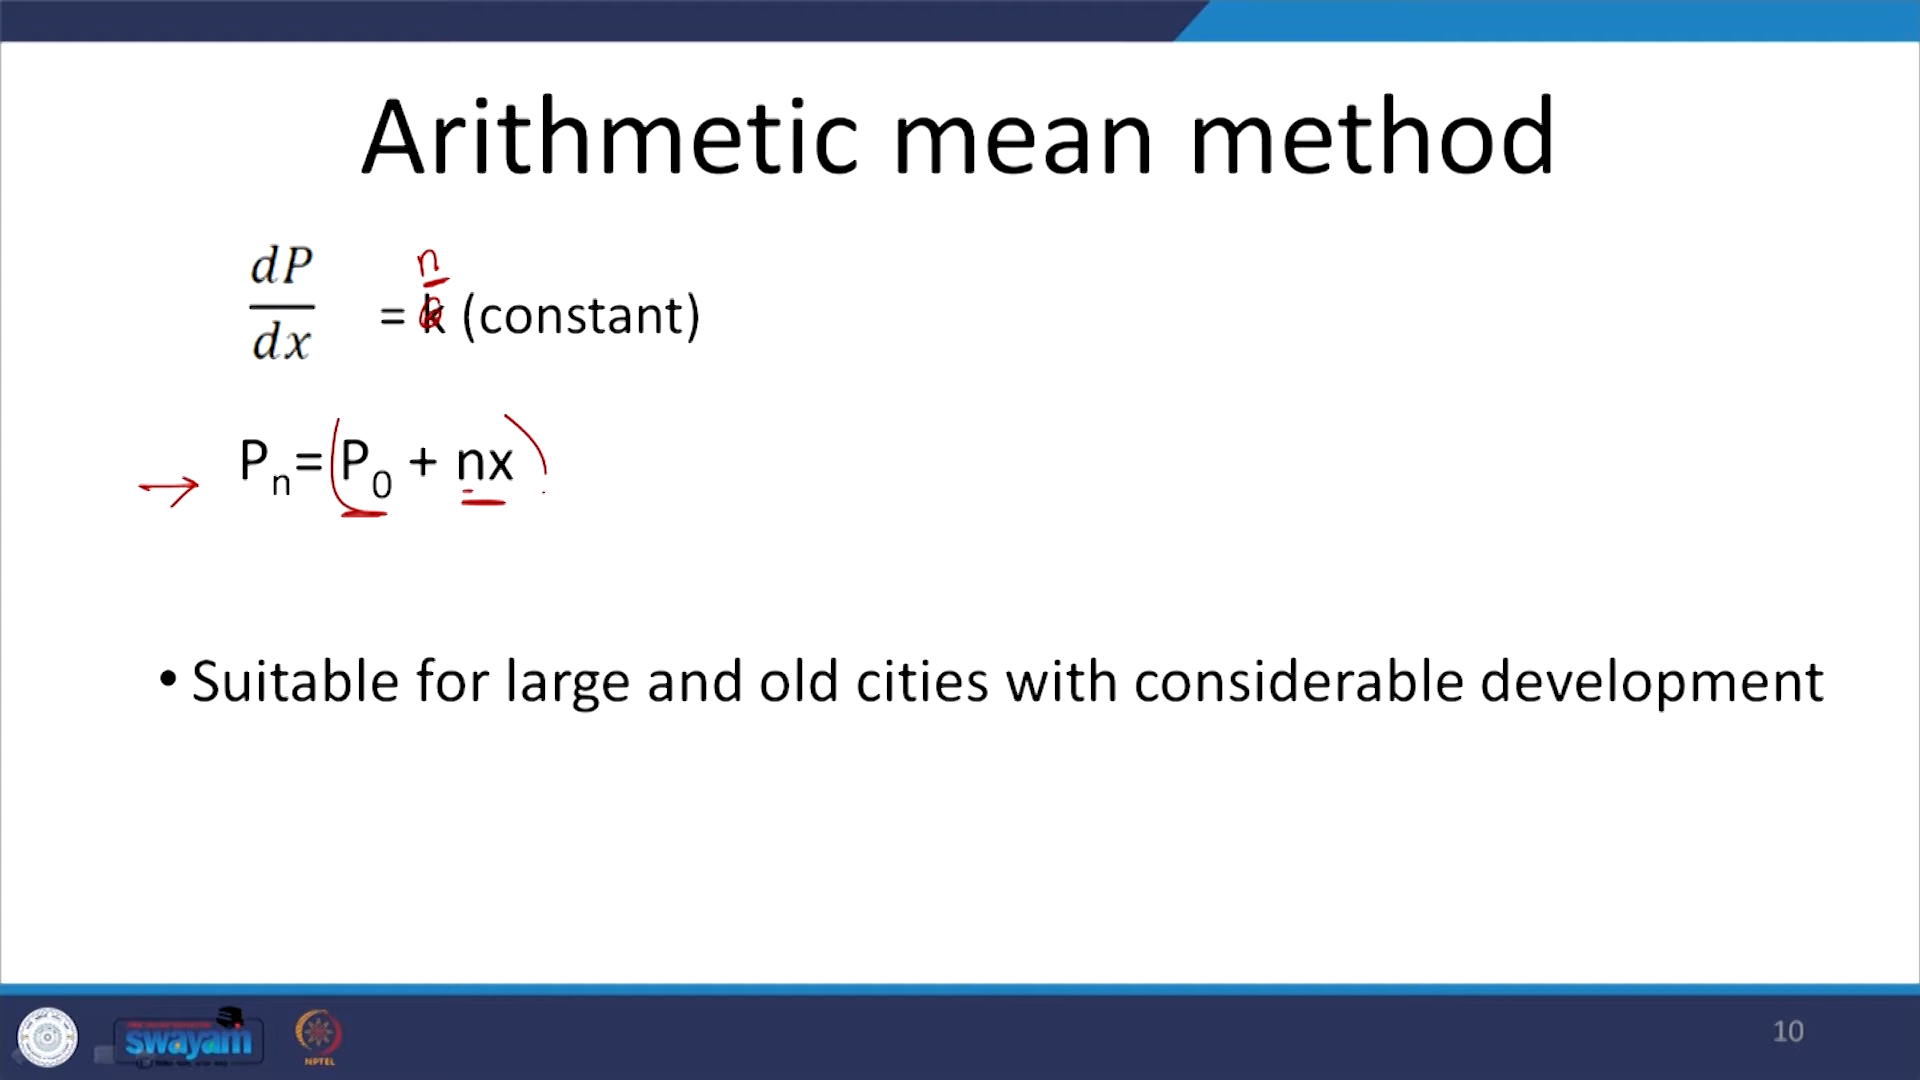 Arithmetic mean method
n
dP
dx
= k (constant)
Pn= P0 + nx
• Suitable for large and old cities with considerable development
swayam
NPTEL
10